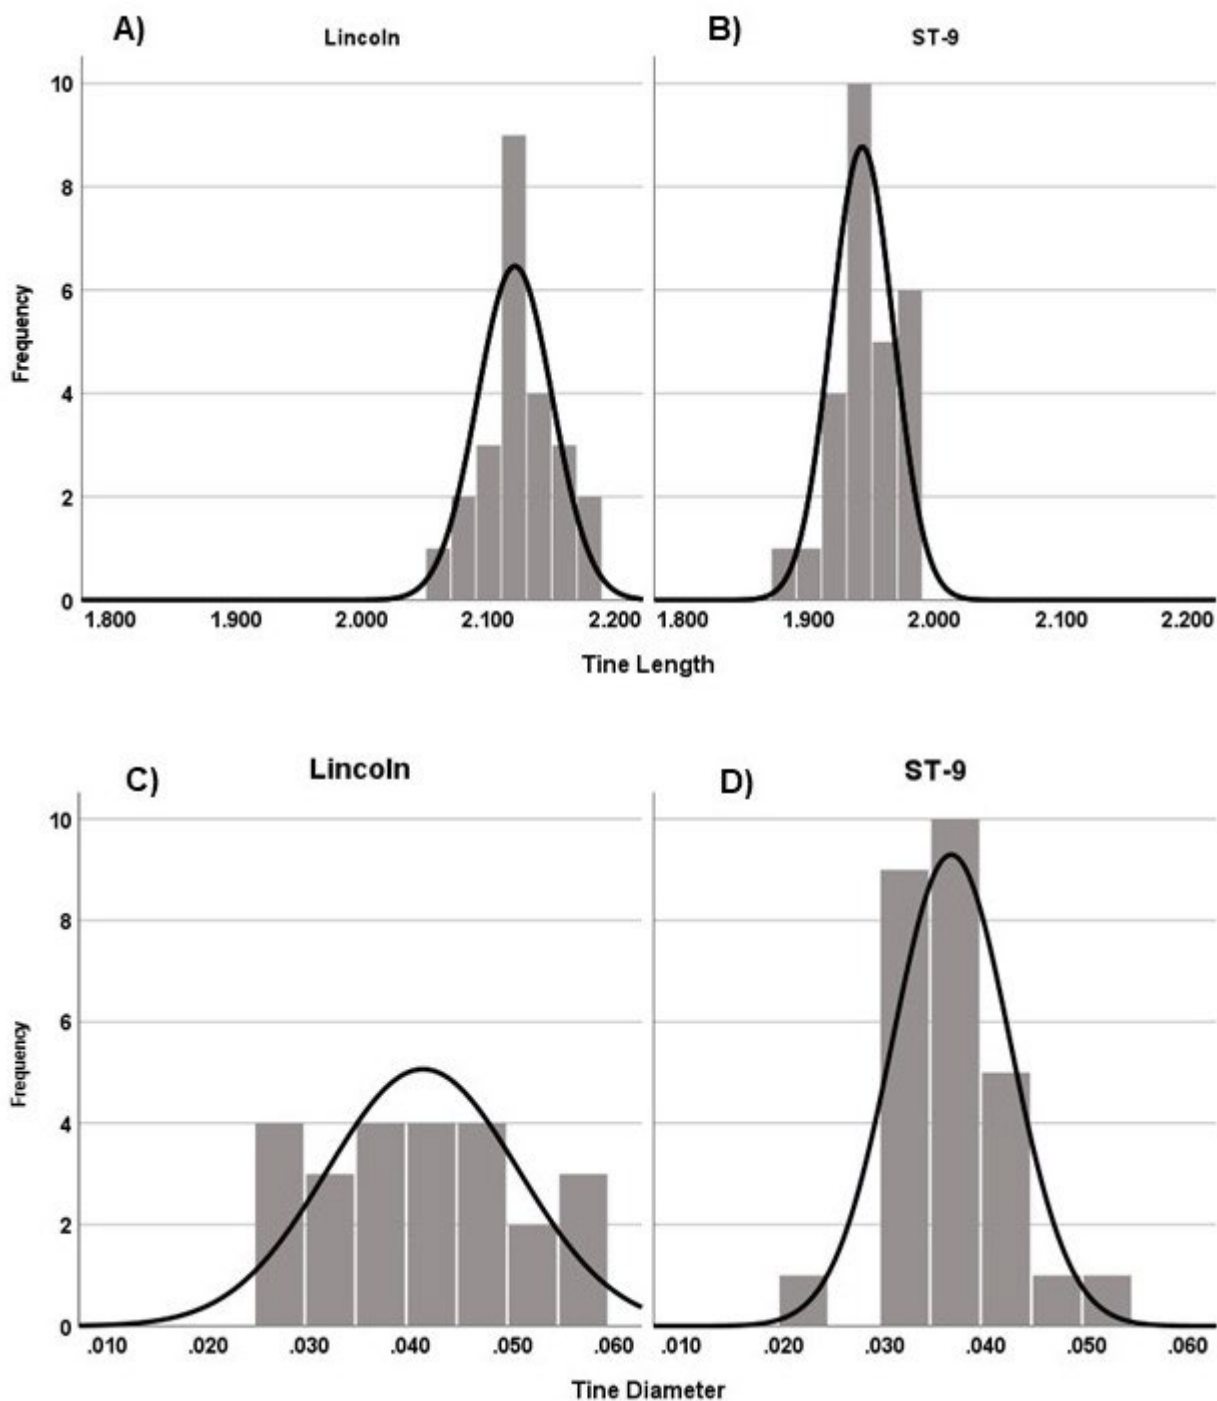 A)
Lincoln
B)
ST-9
Frequency
10
8
6
4
2
0
1.800 1.900 2.000 2.100 2.200
1.800 1.900 2.000 2.100 2.200
Tine Length
C)
Lincoln
D)
ST-9
Frequency
10
8
6
4
2
0
.010 .020 .030 .040 .050 .060
.010 .020 .030 .040 .050 .060
Tine Diameter